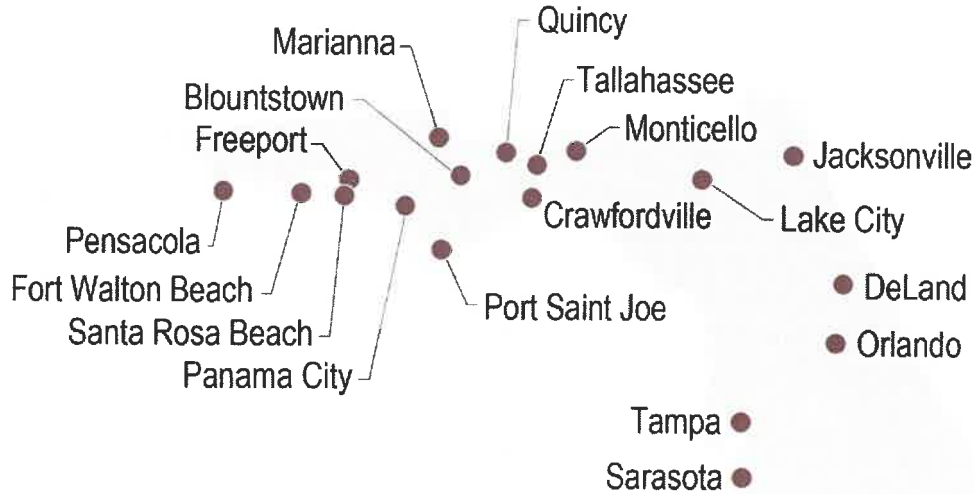 Quincy
Marianna
Tallahassee
Blountstown
Monticello
Freeport
Jacksonville
Crawfordville
Lake City
Pensacola
Fort Walton Beach
DeLand
Port Saint Joe
Santa Rosa Beach
Orlando
Panama City
Tampa
Sarasota